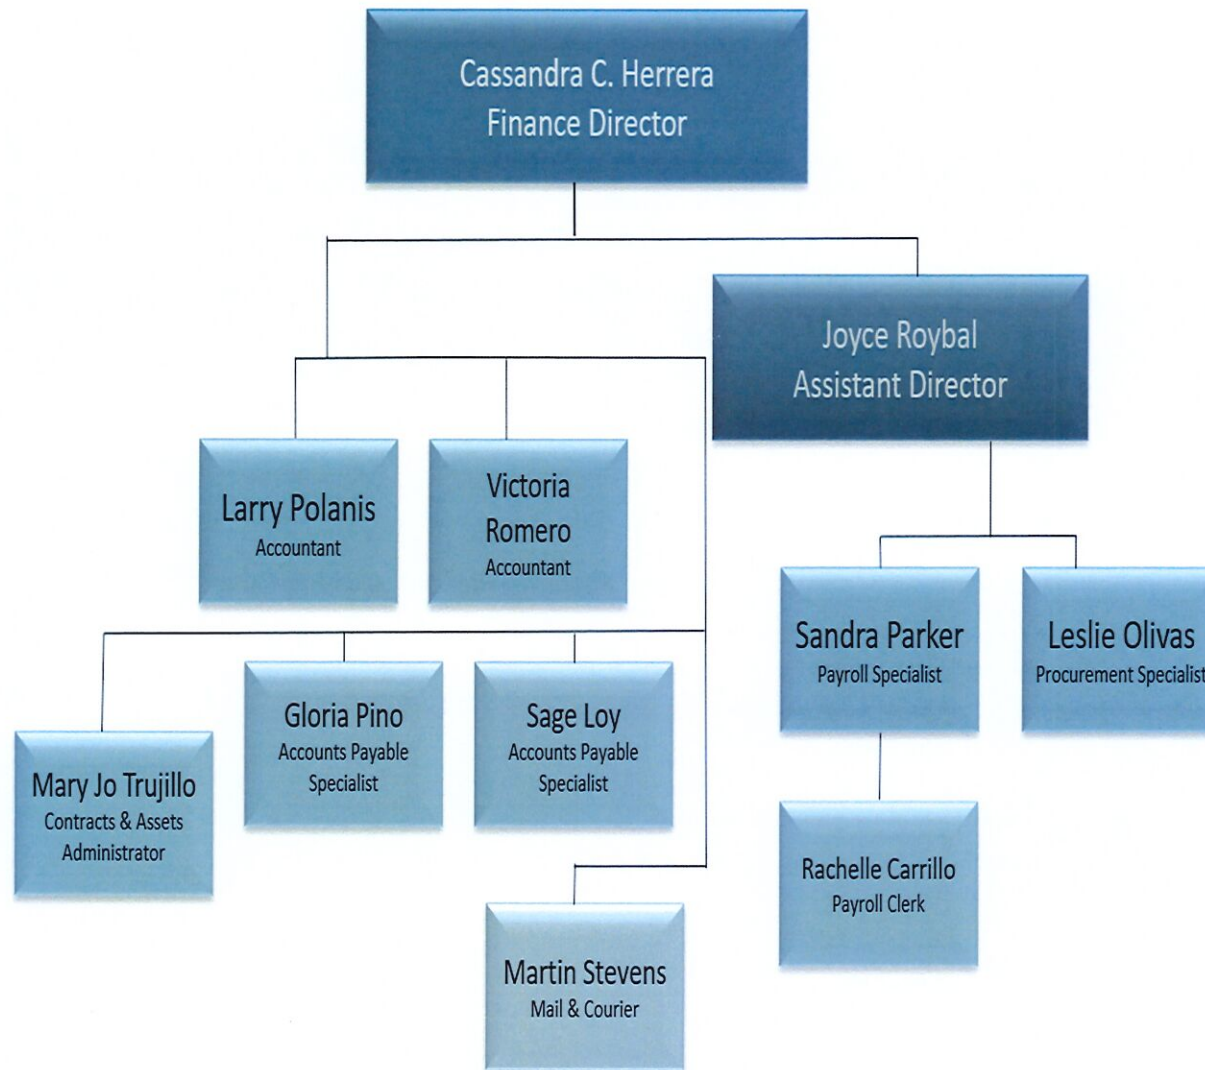 Cassandra C. Herrera
Finance Director
Joyce Roybal
Assistant Director
Larry Polanis
Accountant
Victoria
Romero
Accountant
Sandra Parker
Payroll Specialist
Leslie Olivas
Procurement Specialist
Mary Jo Trujillo
Contracts & Assets
Administrator
Gloria Pino
Accounts Payable
Specialist
Sage Loy
Accounts Payable
Specialist
Rachelle Carrillo
Payroll Clerk
Martin Stevens
Mail & Courier